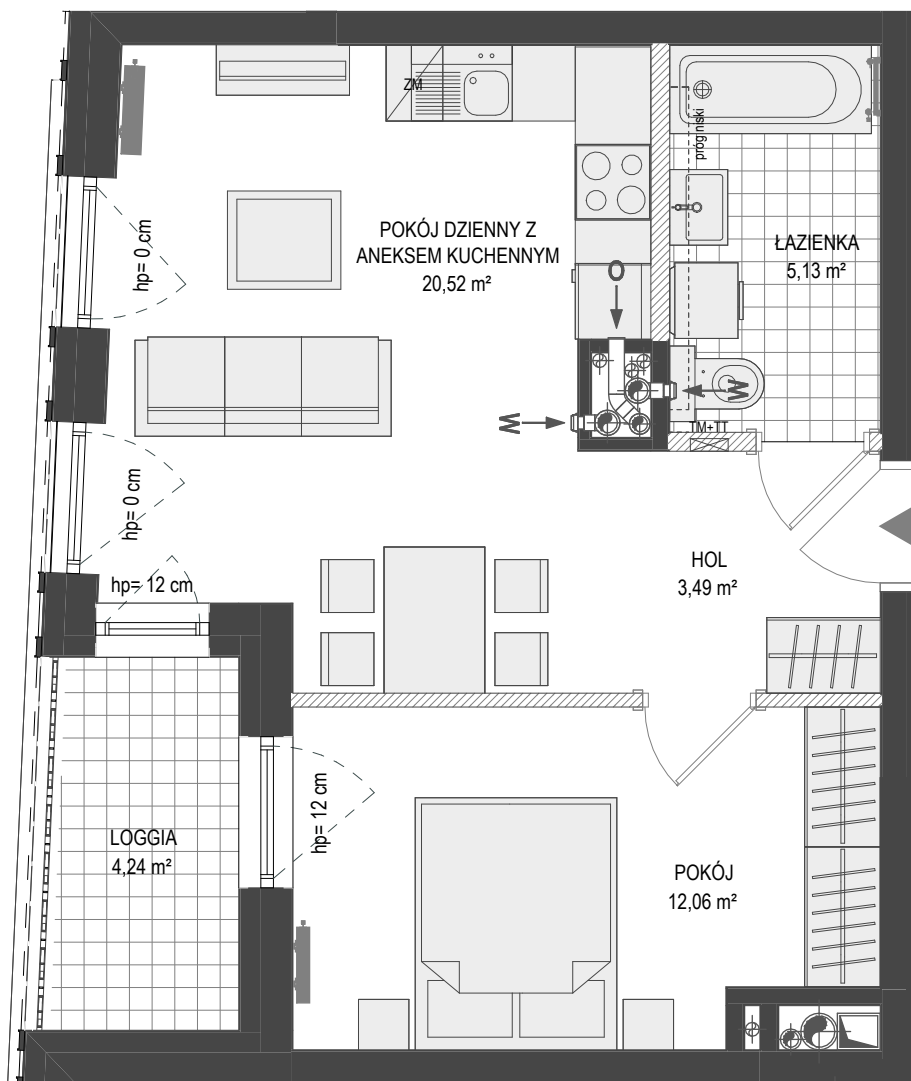 ZM
próg niski
POKÓJ DZIENNY Z
ANEKSEM KUCHENNYM
20,52 m²
ŁAZIENKA
5,13 m²
hp= 0 cm
O
W
W
TM+TT
hp= 0 cm
hp= 12 cm
HOL
3,49 m²
hp= 12 cm
LOGGIA
4,24 m²
POKÓJ
12,06 m²